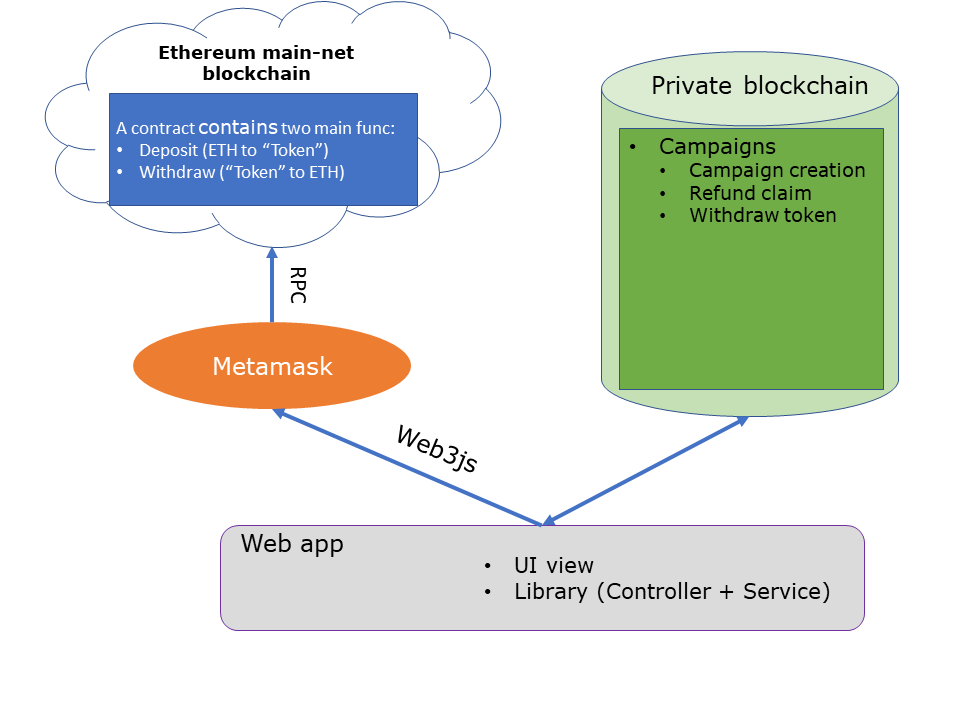 Ethereum main-net
blockchain
A contract contains two main func:
• Deposit (ETH to “Token”)
• Withdraw (“Token” to ETH)
Private blockchain
• Campaigns
• Campaign creation
• Refund claim
• Withdraw token
RPC
Metamask
Web3js
Web app
• UI view
• Library (Controller + Service)